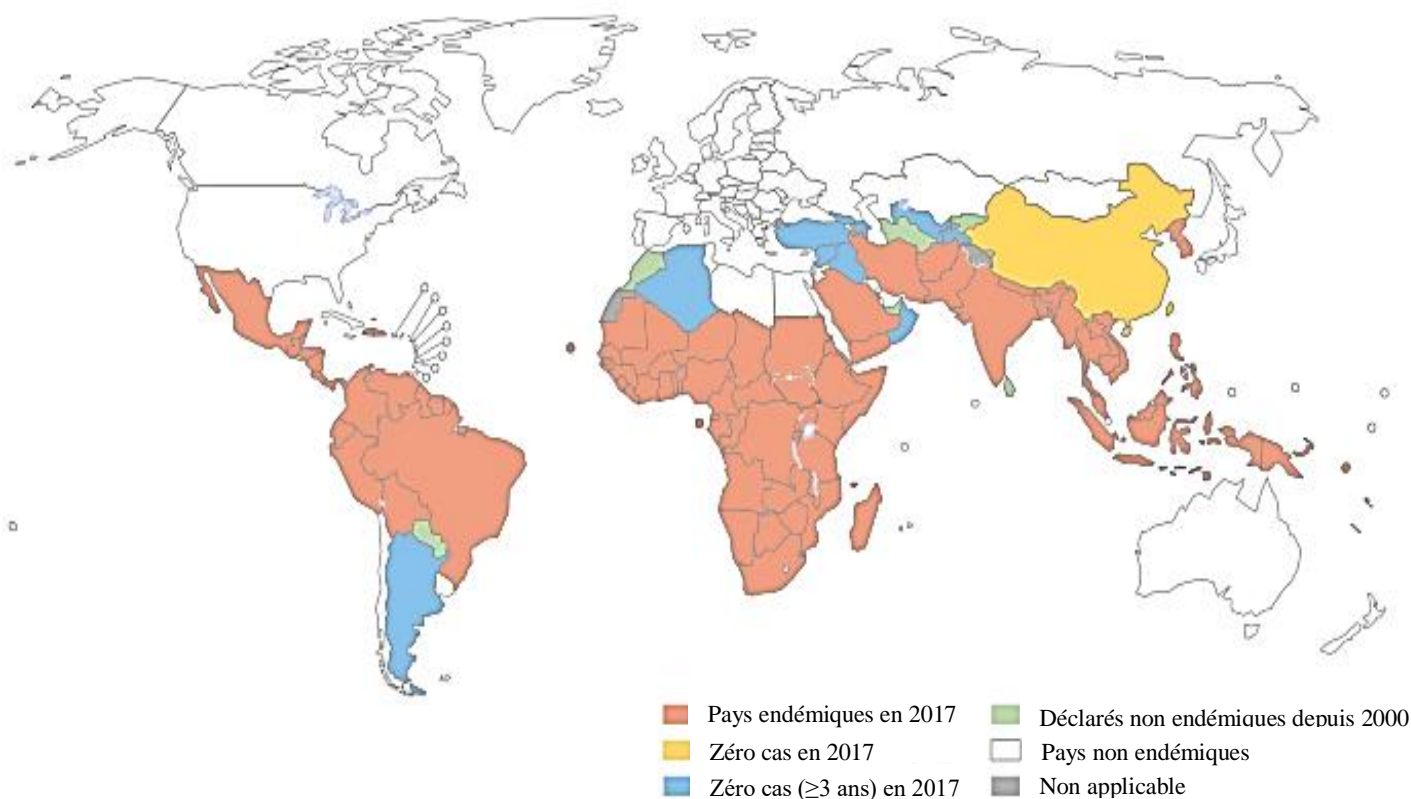 Pays endémiques en 2017
Zéro cas en 2017
Zéro cas (≥3 ans) en 2017
Déclarés non endémiques depuis 2000
Pays non endémiques
Non applicable